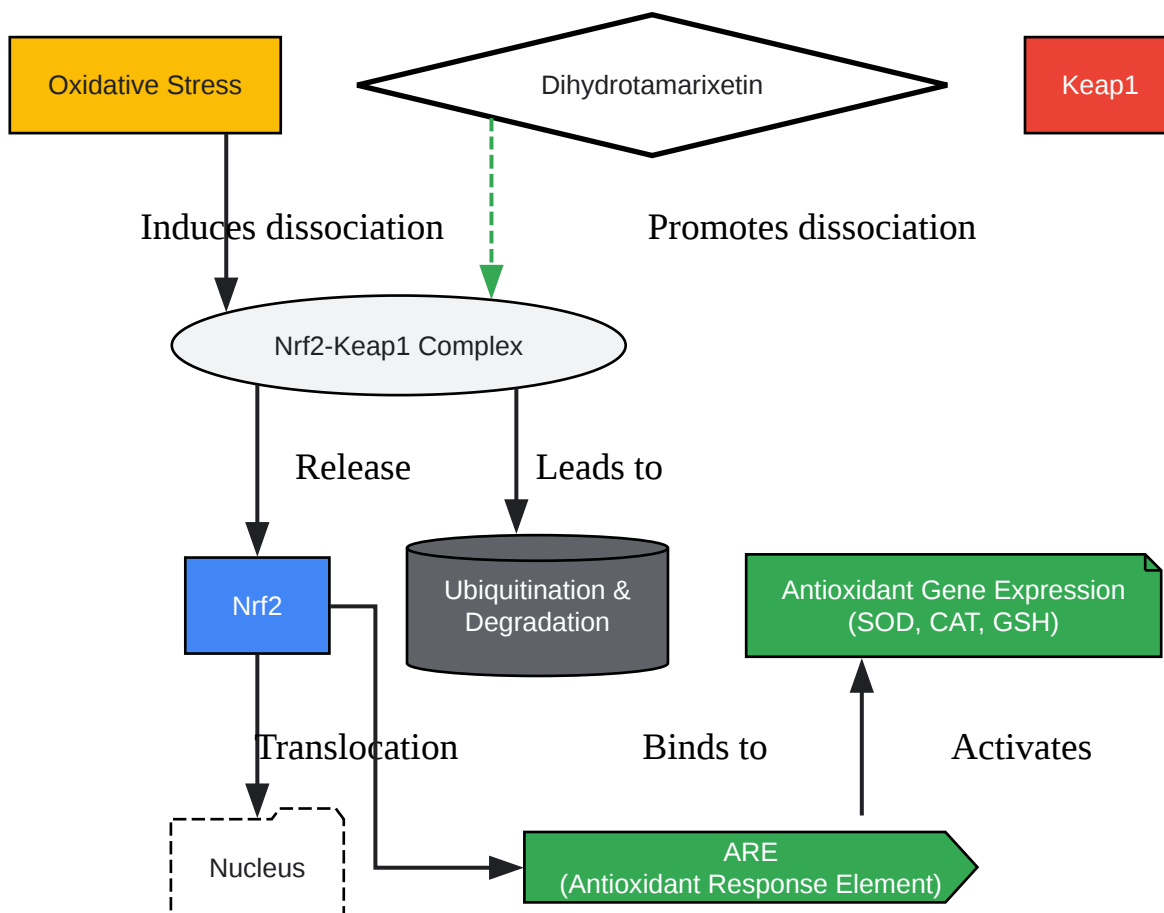 Oxidative Stress
Dihydrotamarixetin
Keap1
Induces dissociation
Promotes dissociation
Nrf2-Keap1 Complex
Release
Leads to
Nrf2
Ubiquitination &
Degradation
Antioxidant Gene Expression
(SOD, CAT, GSH)
Translocation
Binds to
Activates
Nucleus
ARE
(Antioxidant Response Element)